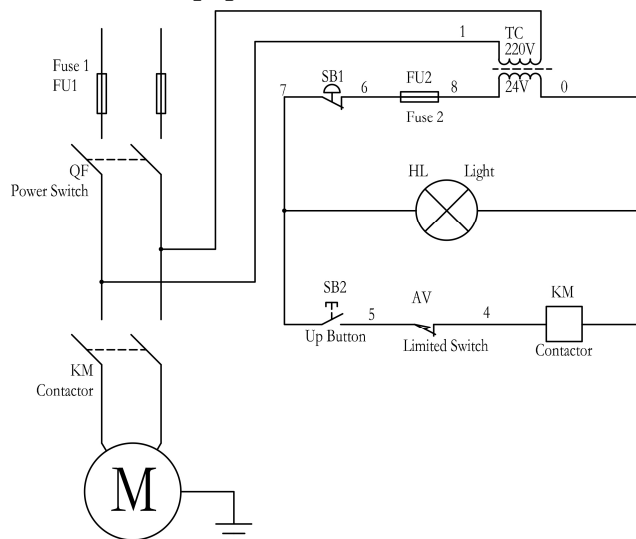 1
TC
220V
Fuse 1
FU1
SB1
FU2
24V
7
6
8
0
Fuse 2
QF
Power Switch
HL
Light
SB2
AV
KM
5
4
Up Button
Limited Switch
Contactor
KM
Contactor
M